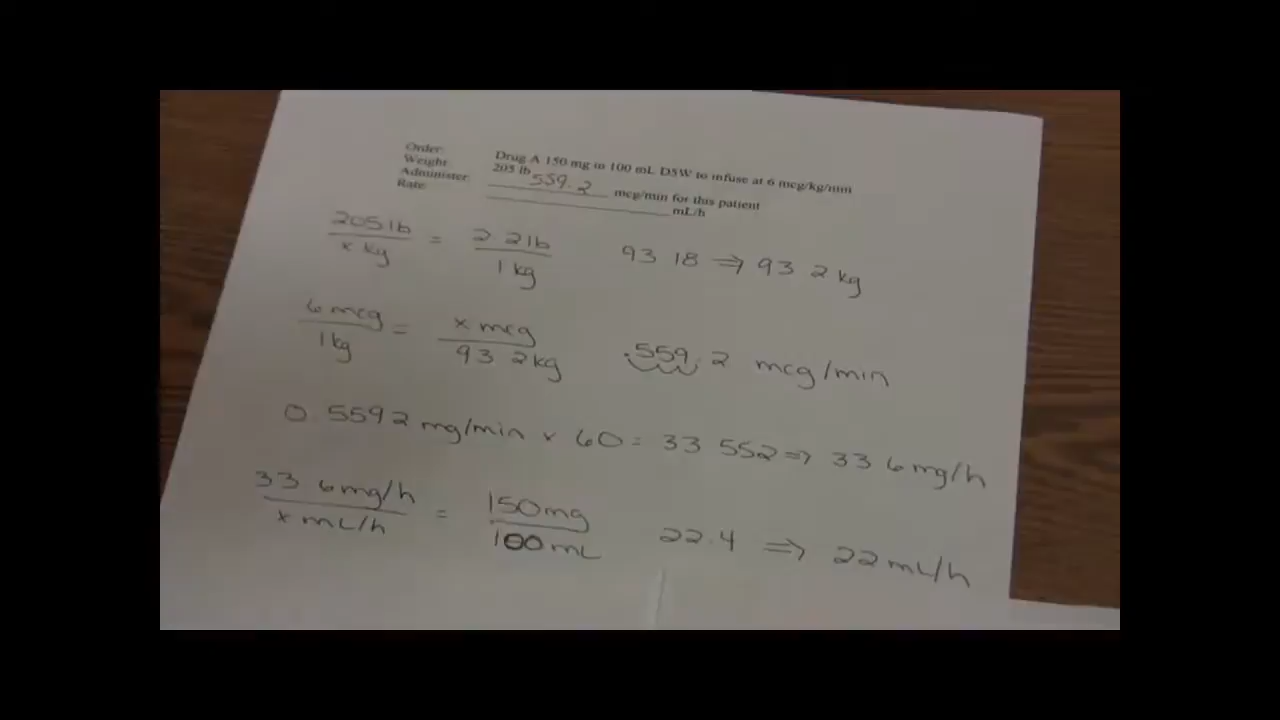 Order: Drug A 150 mg in 100 mL D5W to infuse at 6 mcg/kg/min
Weight: 205 lb
Administer: 559.2 mcg/min for this patient
Rate: mL/h
205 lb / x kg = 2 2 lb / 1 kg 93 18 ⇒ 93 2 kg
6 mcg / 1 kg = x mcg / 93 2 kg .559 2 mcg/min
0 5592 mg/min x 60 = 33 552 ⇒ 33 6 mg/h
33 6 mg/h / x mL/h = 150 mg / 100 mL 22.4 ⇒ 22 mL/h